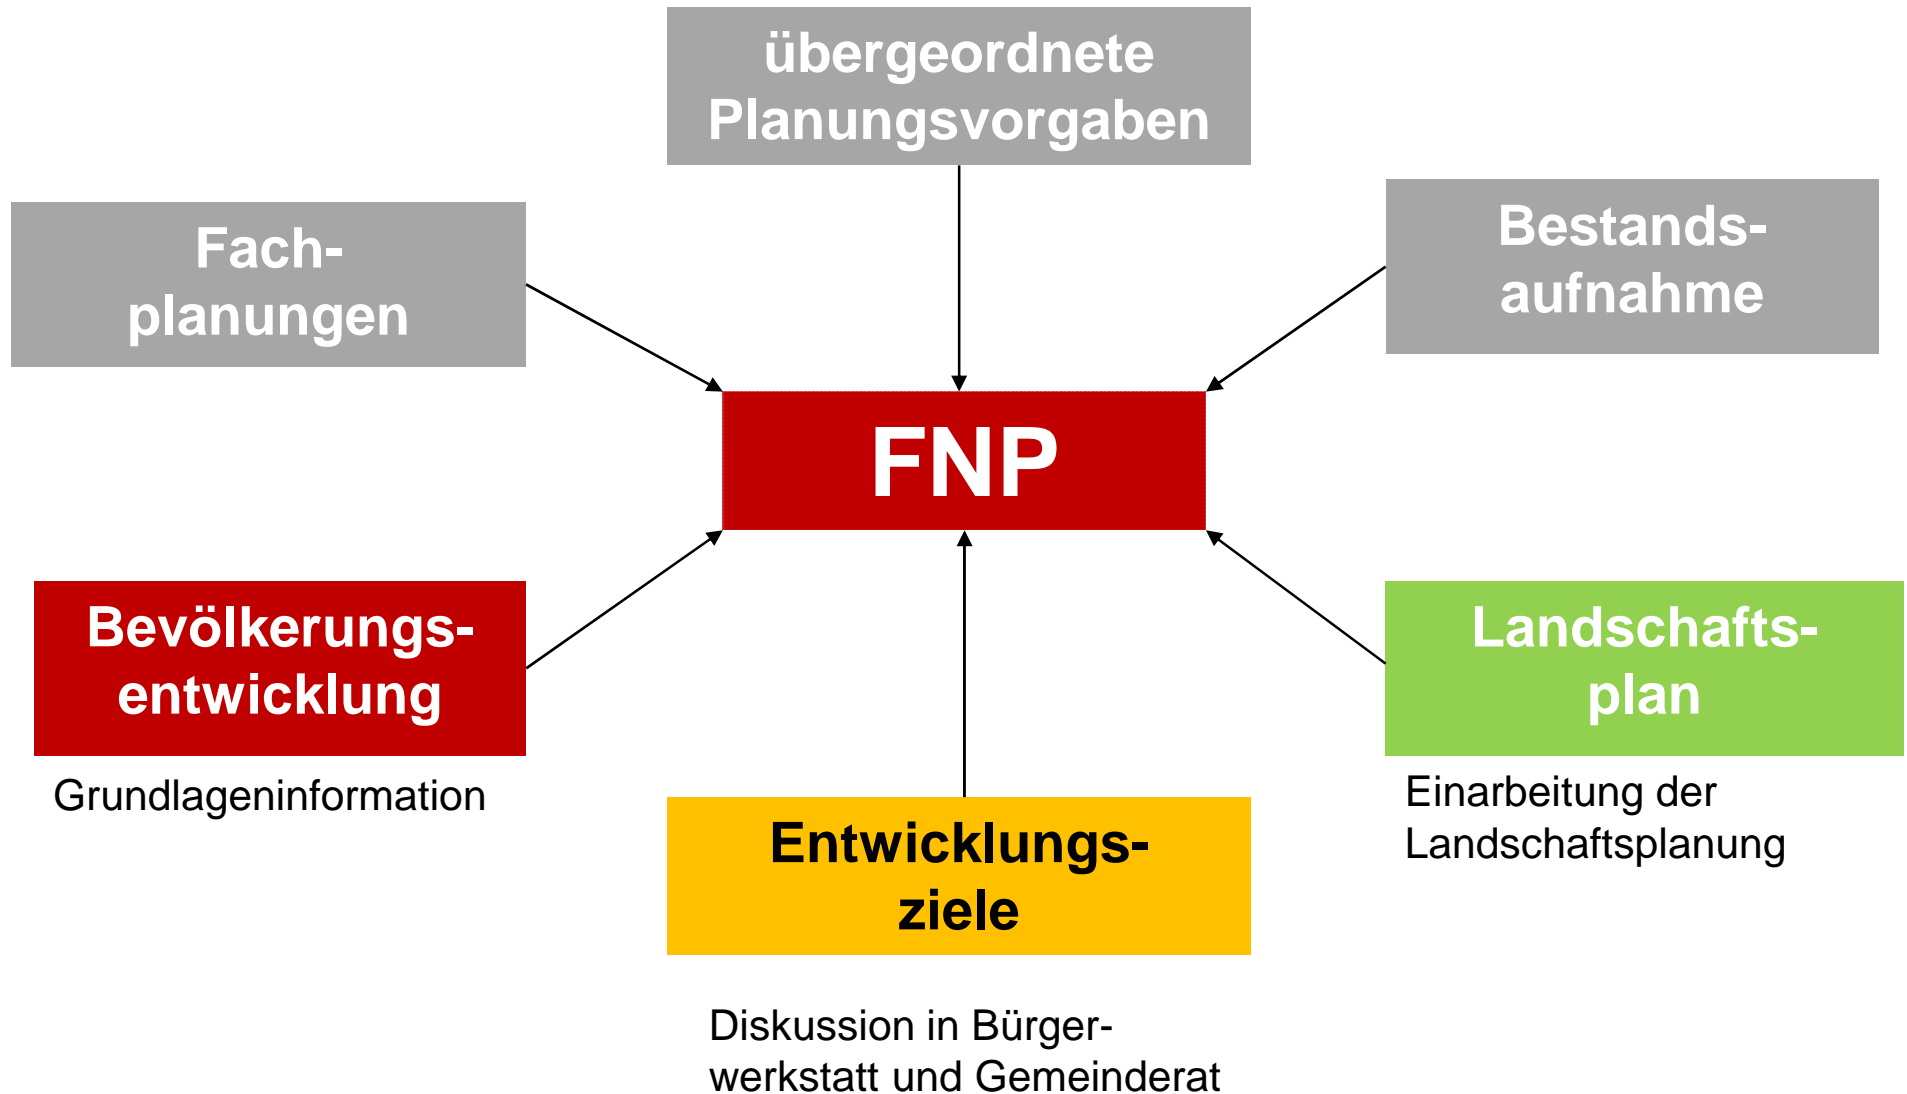 übergeordnete
Planungsvorgaben
Fach-
planungen
Bestands-
aufnahme
FNP
Bevölkerungs-
entwicklung
Grundlageninformation
Entwicklungs-
ziele
Diskussion in Bürger-
werkstatt und Gemeinderat
Landschafts-
plan
Einarbeitung der
Landschaftsplanung